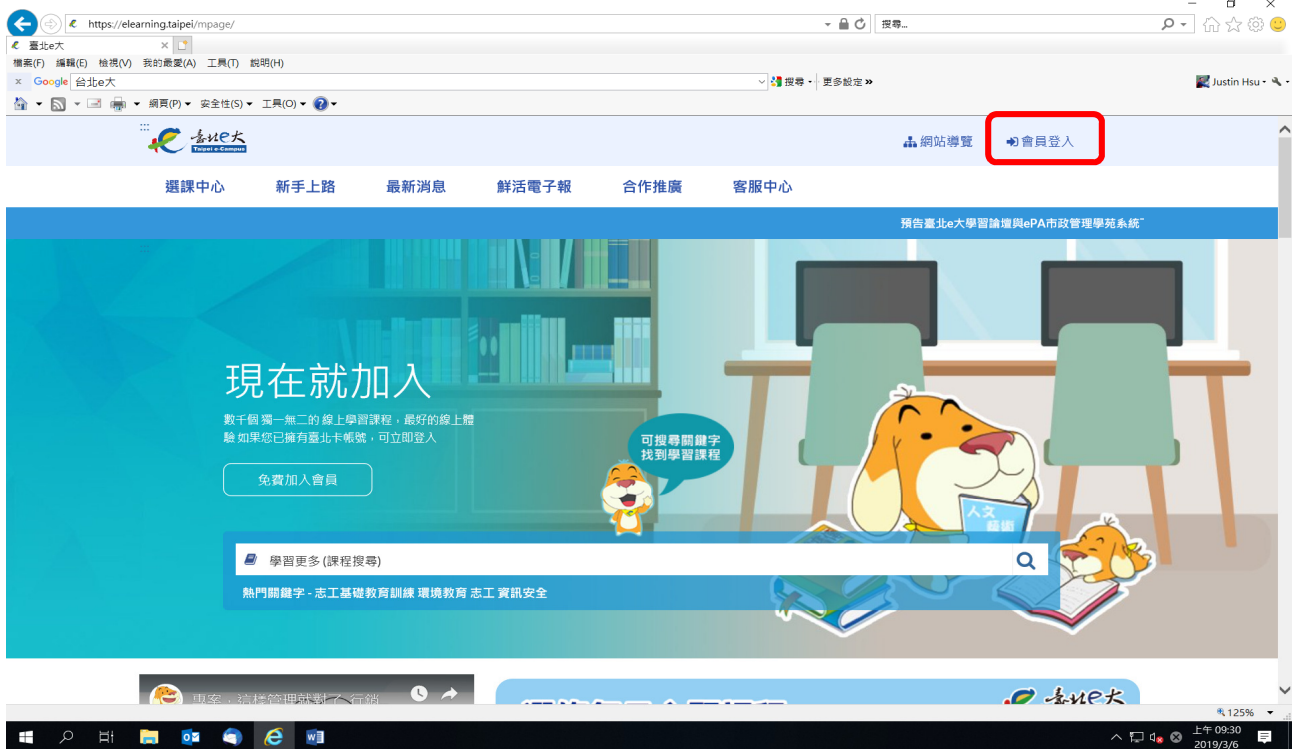 https://elearning.taipei/mpage/
搜尋...
臺北e大
檔案(F) 編輯(E) 檢視(V) 我的最愛(A) 工具(T) 說明(H)
x Google 台北e大 搜尋 更多設定 » Justin Hsu
網頁(P) 安全性(S) 工具(O)
臺北e大
Taipei e-Campus
網站導覽 會員登入
選課中心 新手上路 最新消息 鮮活電子報 合作推廣 客服中心
預告臺北e大學習論壇與ePA市政管理學苑系統
現在就加入
數千個 獨一無二的 線上學習課程，最好的線上體
驗 如果您已擁有臺北卡帳號，可立即登入
免費加入會員
可搜尋關鍵字
找到學習課程
人文
藝術
學習更多 (課程搜尋)
熱門關鍵字 - 志工基礎教育訓練 環境教育 志工 資訊安全
專案，這樣管理就對了-行銷
臺北e大
125%
上午 09:30
2019/3/6